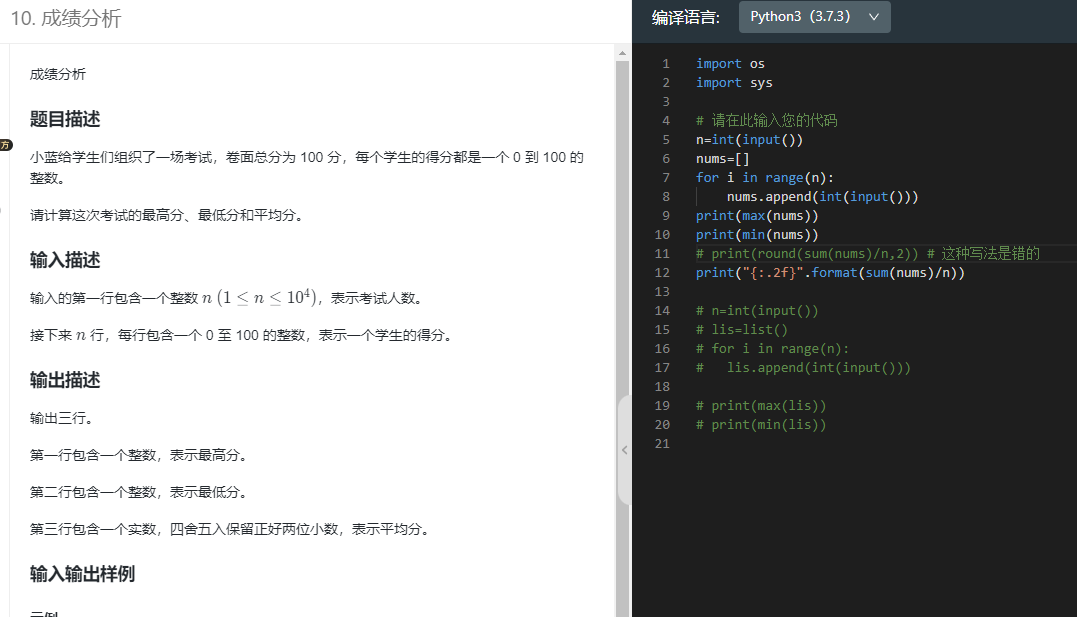 10. 成绩分析
成绩分析
题目描述
方
小蓝给学生们组织了一场考试，卷面总分为 100 分，每个学生的得分都是一个 0 到 100 的
整数。
请计算这次考试的最高分、最低分和平均分。
输入描述
输入的第一行包含一个整数 n (1 ≤ n ≤ 10⁴)，表示考试人数。
接下来 n 行，每行包含一个 0 至 100 的整数，表示一个学生的得分。
输出描述
输出三行。
第一行包含一个整数，表示最高分。
第二行包含一个整数，表示最低分。
第三行包含一个实数，四舍五入保留正好两位小数，表示平均分。
输入输出样例
示例
编译语言: Python3（3.7.3）
1 import os
2 import sys
3
4 # 请在此输入您的代码
5 n=int(input())
6 nums=[]
7 for i in range(n):
8     nums.append(int(input()))
9 print(max(nums))
10 print(min(nums))
11 # print(round(sum(nums)/n,2)) # 这种写法是错的
12 print("{:.2f}".format(sum(nums)/n))
13
14 # n=int(input())
15 # lis=list()
16 # for i in range(n):
17 #   lis.append(int(input()))
18
19 # print(max(lis))
20 # print(min(lis))
21